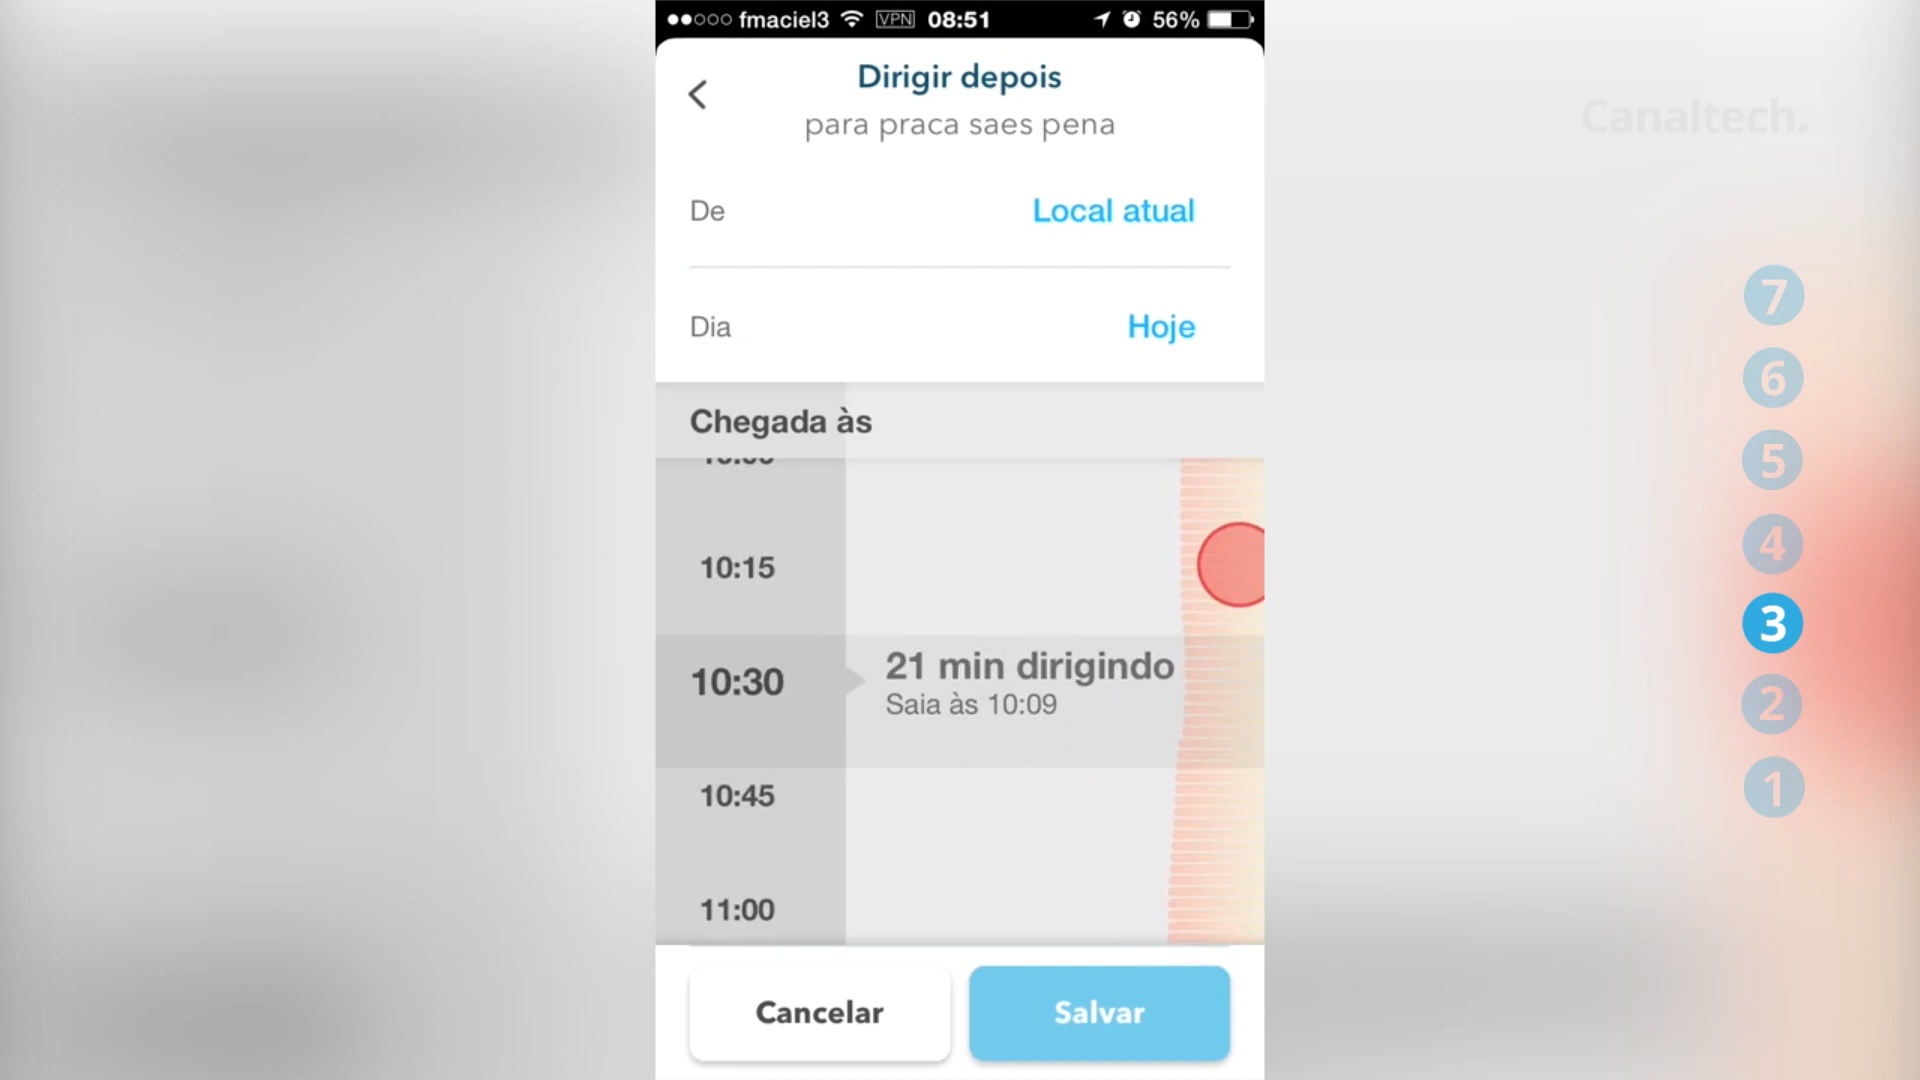 fmaciel3 VPN 08:51 56%
Dirigir depois
para praca saes pena
De Local atual
Dia Hoje
Chegada às
10:15
10:30 21 min dirigindo
Saia às 10:09
10:45
11:00
Cancelar Salvar
Canaltech.
7
6
5
4
3
2
1